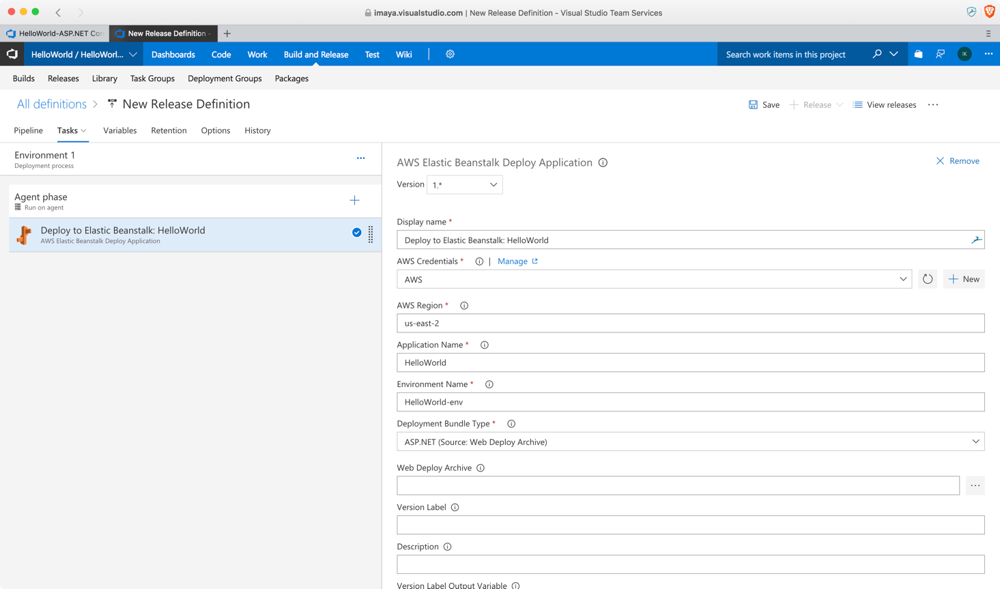 imaya.visualstudio.com | New Release Definition - Visual Studio Team Services
HelloWorld-ASP.NET Cor
New Release Definition -
HelloWorld / HelloWorl...
Dashboards
Code
Work
Build and Release
Test
Wiki
Search work items in this project
IK
Builds
Releases
Library
Task Groups
Deployment Groups
Packages
All definitions > New Release Definition
Save
Release
View releases
Pipeline
Tasks
Variables
Retention
Options
History
Environment 1
Deployment process
Agent phase
Run on agent
Deploy to Elastic Beanstalk: HelloWorld
AWS Elastic Beanstalk Deploy Application
AWS Elastic Beanstalk Deploy Application
Remove
Version 1.*
Display name *
Deploy to Elastic Beanstalk: HelloWorld
AWS Credentials * | Manage
AWS
New
AWS Region *
us-east-2
Application Name *
HelloWorld
Environment Name *
HelloWorld-env
Deployment Bundle Type *
ASP.NET (Source: Web Deploy Archive)
Web Deploy Archive
...
Version Label
Description
Version Label Output Variable